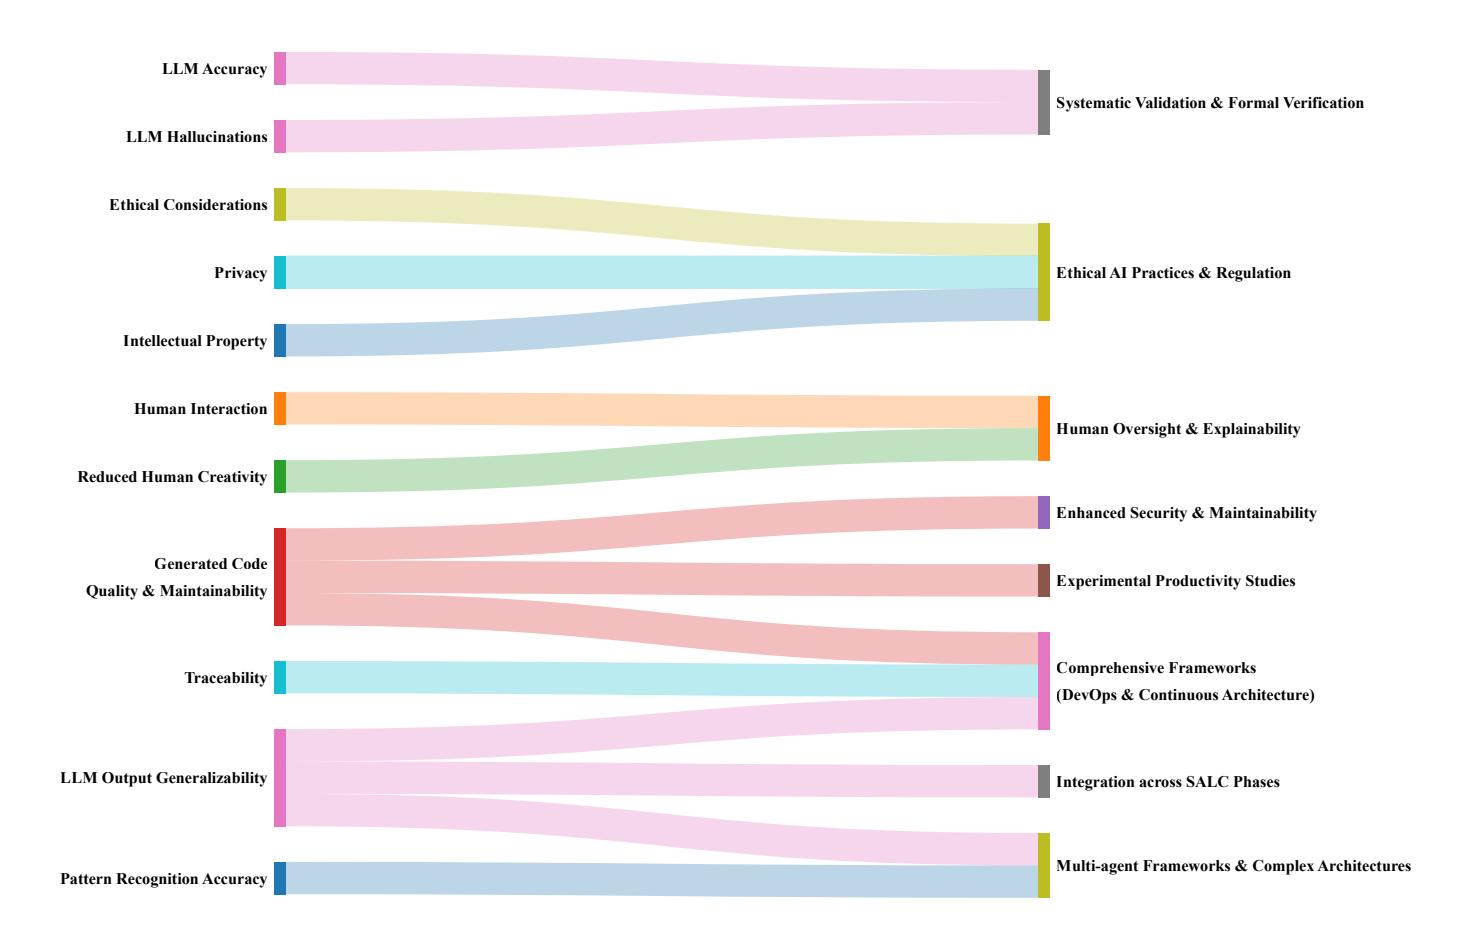 LLM Accuracy
LLM Hallucinations
Ethical Considerations
Privacy
Intellectual Property
Human Interaction
Reduced Human Creativity
Generated Code
Quality & Maintainability
Traceability
LLM Output Generalizability
Pattern Recognition Accuracy
Systematic Validation & Formal Verification
Ethical AI Practices & Regulation
Human Oversight & Explainability
Enhanced Security & Maintainability
Experimental Productivity Studies
Comprehensive Frameworks
(DevOps & Continuous Architecture)
Integration across SALC Phases
Multi-agent Frameworks & Complex Architectures